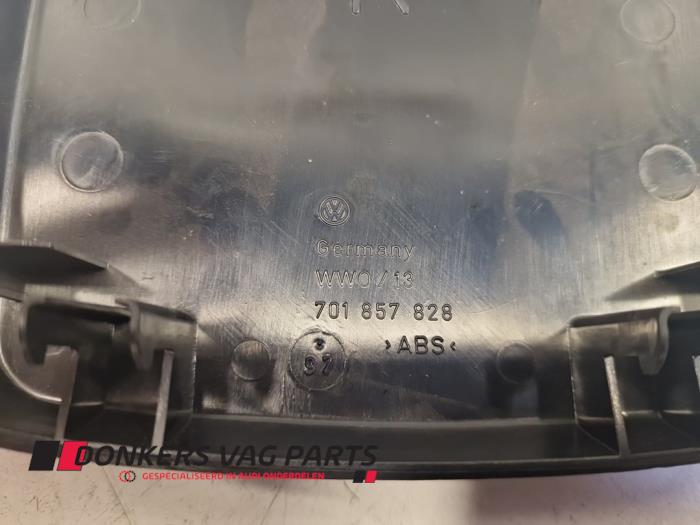 Germany
WWO/13
701 857 828
>ABS<
97
DONKERS VAG PARTS
GESPECIALISEERD IN AUDI ONDERDELEN